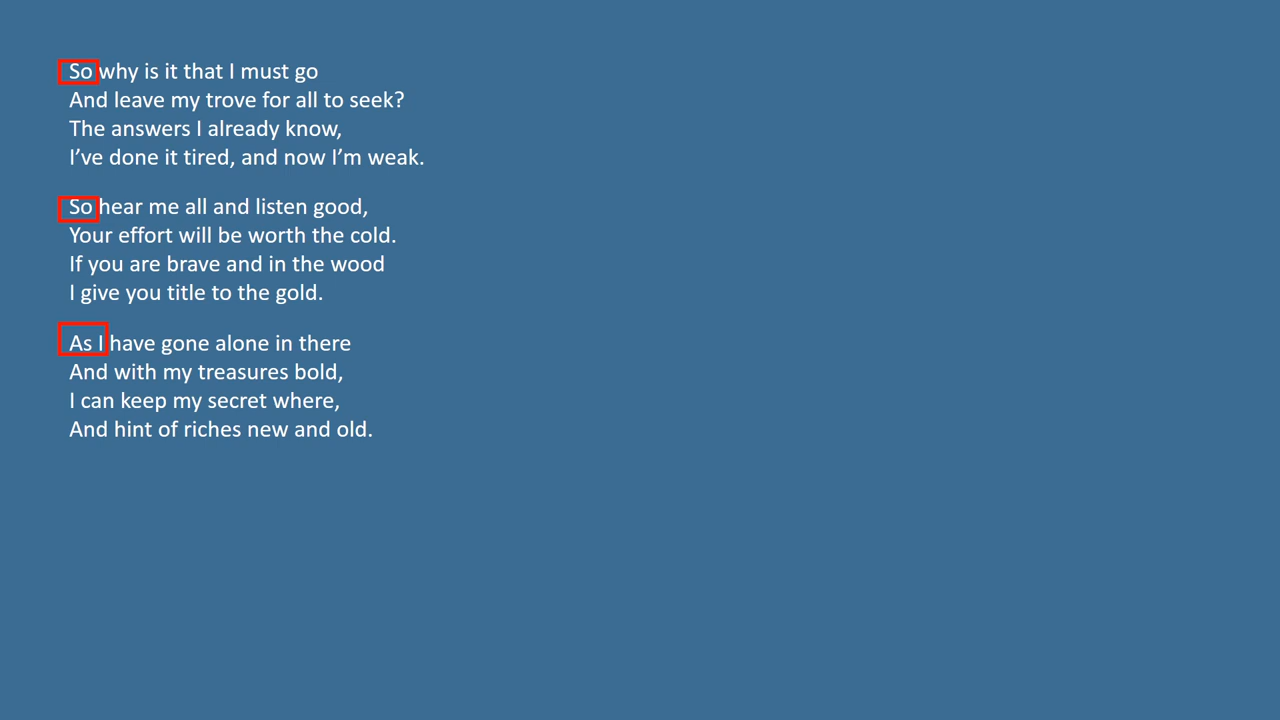 So why is it that I must go
And leave my trove for all to seek?
The answers I already know,
I’ve done it tired, and now I’m weak.
So hear me all and listen good,
Your effort will be worth the cold.
If you are brave and in the wood
I give you title to the gold.
As I have gone alone in there
And with my treasures bold,
I can keep my secret where,
And hint of riches new and old.